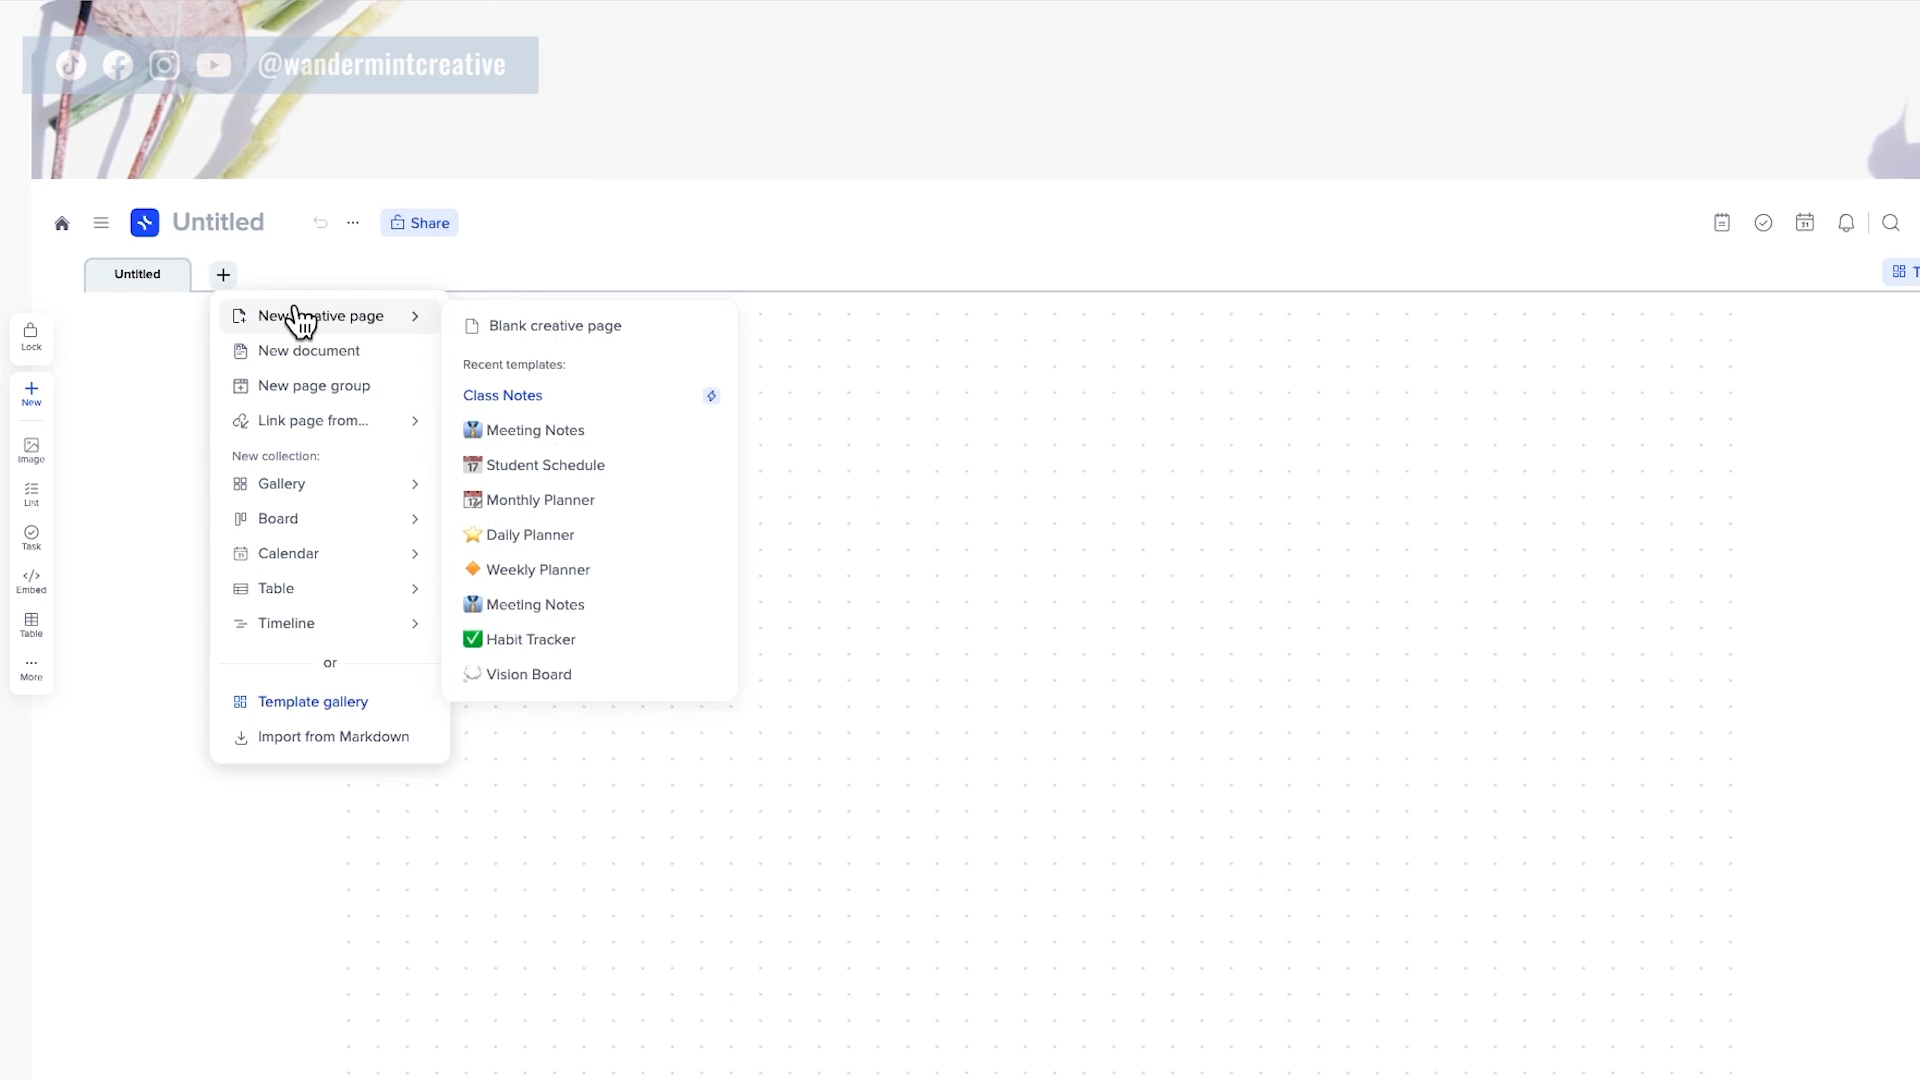 @wandermintcreative
Untitled
...
Share
31
Untitled
+
T
Lock
New
Image
List
Task
Embed
Table
More
New creative page
New document
New page group
Link page from...
New collection:
Gallery
Board
Calendar
Table
Timeline
or
Template gallery
Import from Markdown
Blank creative page
Recent templates:
Class Notes
Meeting Notes
Student Schedule
Monthly Planner
Daily Planner
Weekly Planner
Meeting Notes
Habit Tracker
Vision Board